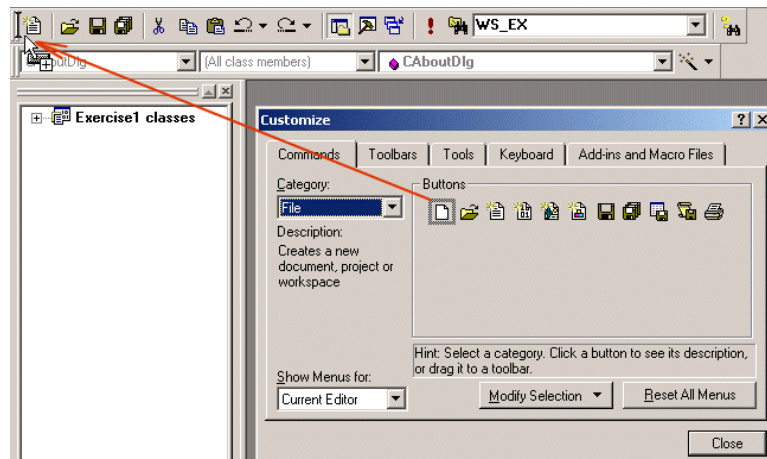 WS_EX
(All class members)
CAboutDlg
Exercise1 classes
Customize
Commands Toolbars Tools Keyboard Add-ins and Macro Files
Category:
File
Buttons
Description:
Creates a new
document, project or
workspace
Hint: Select a category. Click a button to see its description,
or drag it to a toolbar.
Show Menus for:
Current Editor
Modify Selection
Reset All Menus
Close